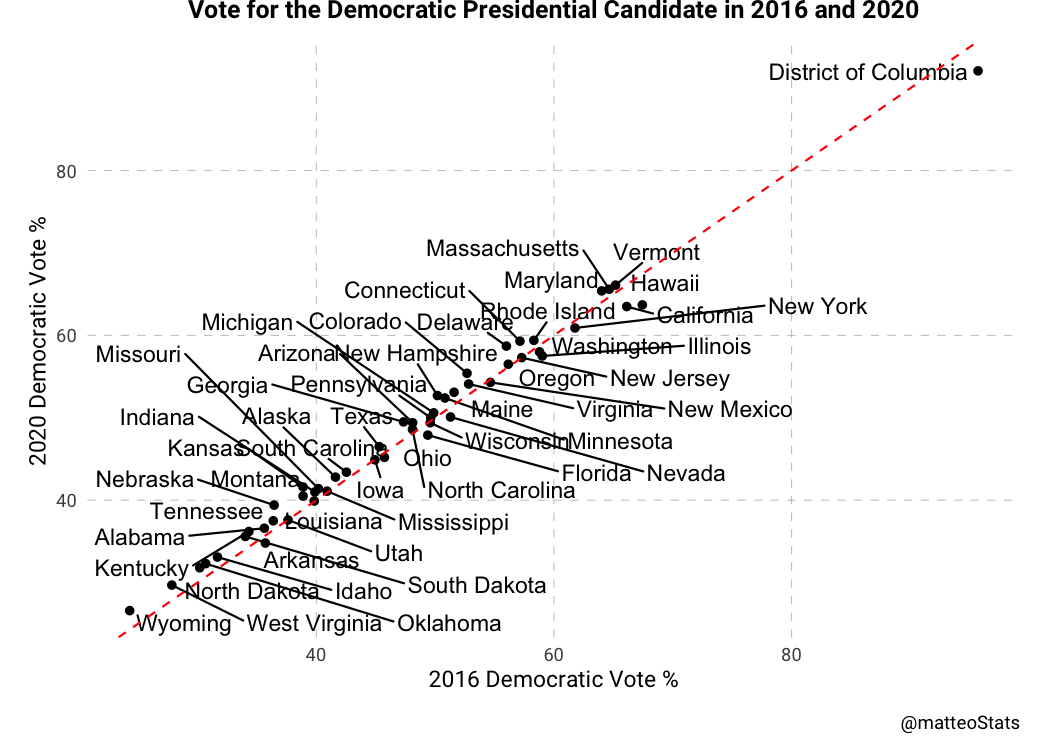 Vote for the Democratic Presidential Candidate in 2016 and 2020
District of Columbia
80
Massachusetts
Vermont
Maryland
Hawaii
Connecticut
Rhode Island
California
New York
Michigan
Colorado
Delaware
60
Missouri
Arizona
New Hampshire
Washington
Illinois
Georgia
Pennsylvania
Oregon
New Jersey
Indiana
Alaska
Texas
Maine
Virginia
New Mexico
Kansas
South Carolina
Ohio
Wisconsin
Minnesota
Nebraska
Montana
Iowa
North Carolina
Florida
Nevada
40
Tennessee
Louisiana
Mississippi
Alabama
Utah
Kentucky
Arkansas
South Dakota
North Dakota
Idaho
Wyoming
West Virginia
Oklahoma
2020 Democratic Vote %
40
60
80
2016 Democratic Vote %
@matteoStats